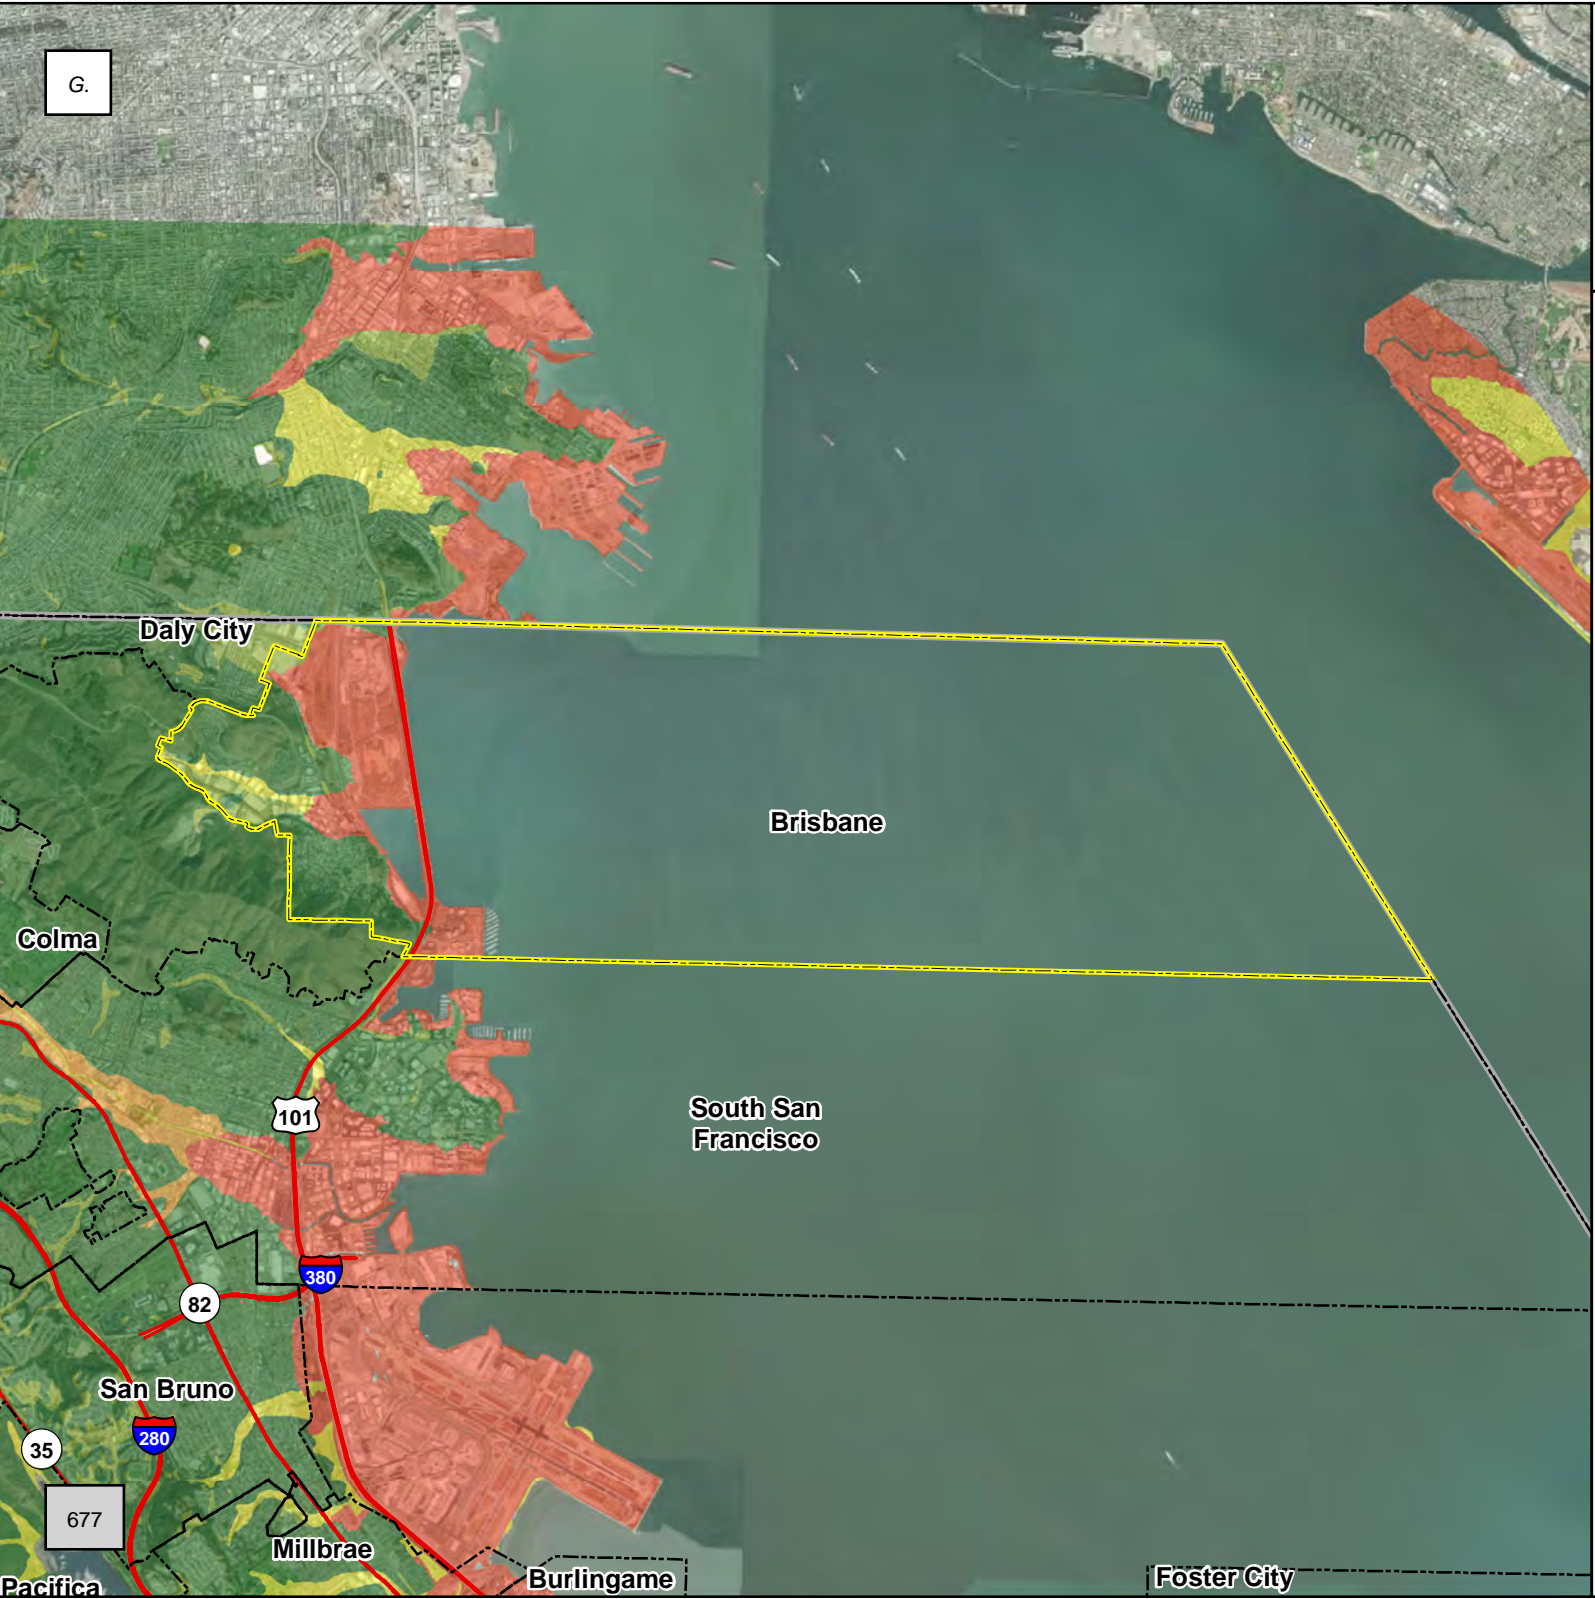 G.
Daly City
Brisbane
Colma
South San
Francisco
101
380
82
San Bruno
280
35
677
Millbrae
Burlingame
Foster City
Pacifica